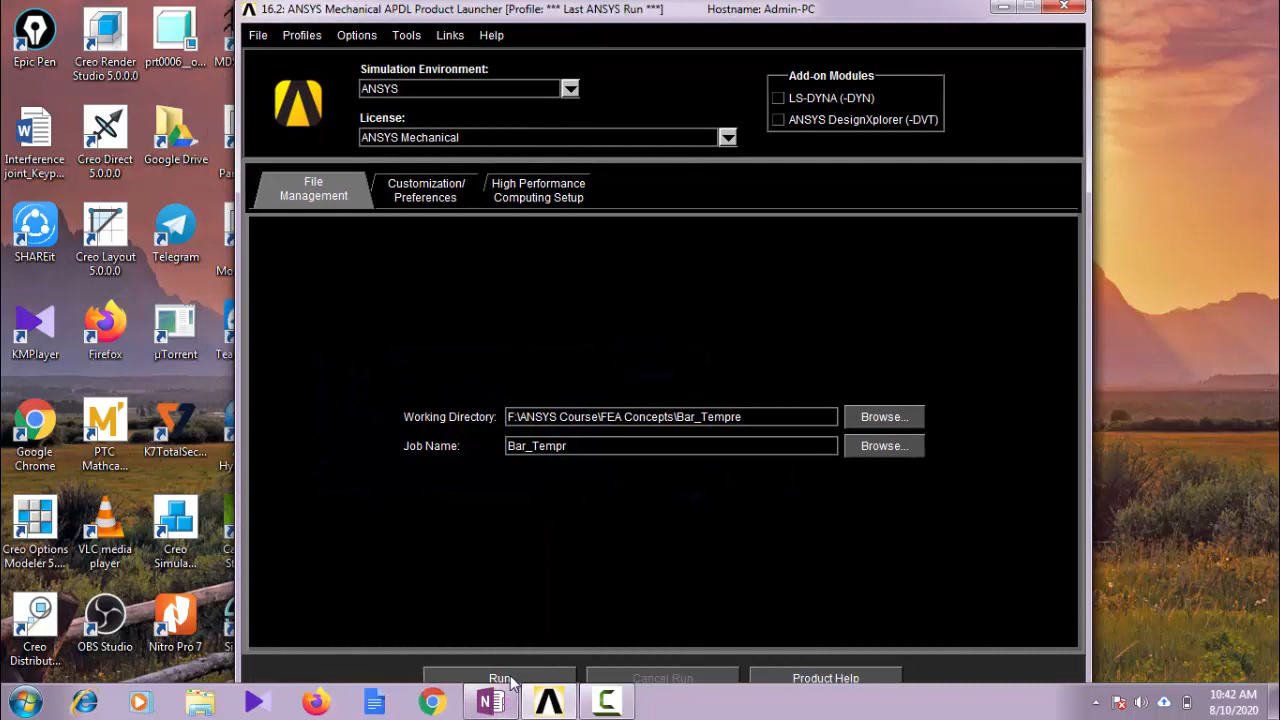 16.2: ANSYS Mechanical APDL Product Launcher [Profile: *** Last ANSYS Run ***] Hostname: Admin-PC
File Profiles Options Tools Links Help
Simulation Environment:
ANSYS
License:
ANSYS Mechanical
Add-on Modules
LS-DYNA (-DYN)
ANSYS DesignXplorer (-DVT)
File
Management
Customization/
Preferences
High Performance
Computing Setup
Working Directory:
F:\ANSYS Course\FEA Concepts\Bar_Tempre
Browse...
Job Name:
Bar_Tempr
Browse...
Run
Cancel Run
Product Help
Epic Pen
Creo Render
Studio 5.0.0.0
prt0006__o...
Interference
joint_Keyp...
Creo Direct
5.0.0.0
Google Drive
SHAREit
Creo Layout
5.0.0.0
Telegram
KMPlayer
Firefox
µTorrent
Google
Chrome
PTC
Mathca...
K7TotalSec...
Creo Options
Modeler 5....
VLC media
player
Creo
Simula...
Creo
Distribut...
OBS Studio
Nitro Pro 7
10:42 AM
8/10/2020